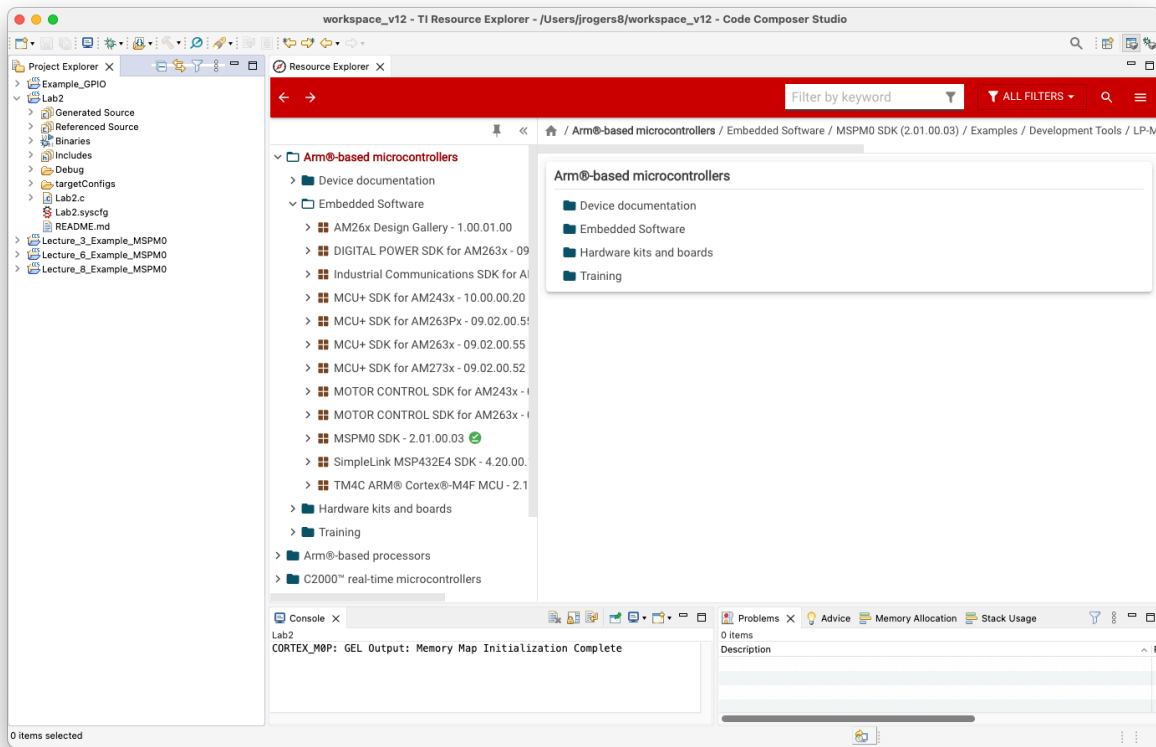 workspace_v12 - TI Resource Explorer - /Users/jrogers8/workspace_v12 - Code Composer Studio
Project Explorer
Example_GPIO
Lab2
Generated Source
Referenced Source
Binaries
Includes
Debug
targetConfigs
Lab2.c
Lab2.syscfg
README.md
Lecture_3_Example_MSPM0
Lecture_6_Example_MSPM0
Lecture_8_Example_MSPM0
Resource Explorer
Filter by keyword
ALL FILTERS
/ Arm®-based microcontrollers / Embedded Software / MSPM0 SDK (2.01.00.03) / Examples / Development Tools / LP-M
Arm®-based microcontrollers
Device documentation
Embedded Software
AM26x Design Gallery - 1.00.01.00
DIGITAL POWER SDK for AM263x - 09
Industrial Communications SDK for A
MCU+ SDK for AM243x - 10.00.00.20
MCU+ SDK for AM263Px - 09.02.00.55
MCU+ SDK for AM263x - 09.02.00.55
MCU+ SDK for AM273x - 09.02.00.52
MOTOR CONTROL SDK for AM243x -
MOTOR CONTROL SDK for AM263x -
MSPM0 SDK - 2.01.00.03
SimpleLink MSP432E4 SDK - 4.20.00.
TM4C ARM® Cortex®-M4F MCU - 2.1
Hardware kits and boards
Training
Arm®-based processors
C2000™ real-time microcontrollers
Arm®-based microcontrollers
Device documentation
Embedded Software
Hardware kits and boards
Training
Console
Lab2
CORTEX_M0P: GEL Output: Memory Map Initialization Complete
Problems Advice Memory Allocation Stack Usage
0 items
Description
0 items selected